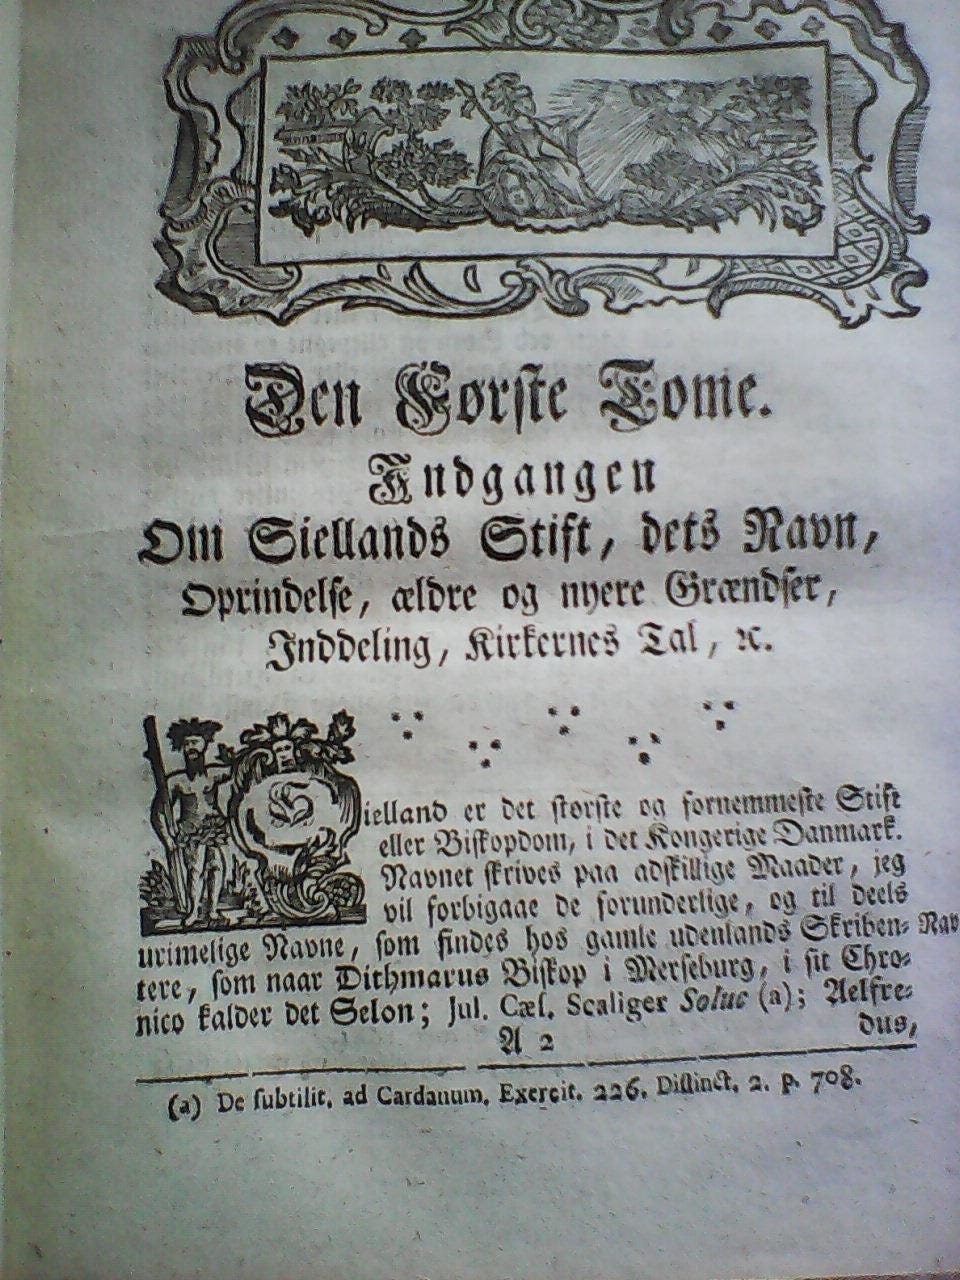 Den Første Tome.
Indgangen
Om Siellands Stift, dets Navn,
Oprindelse, ældre og nyere Grændser,
Inddeling, Kirkernes Tal, ꝛc.
Sielland er det største og fornemmeste Stift
eller Biskopdom, i det Kongerige Danmark.
Navnet skrives paa adskillige Maader, jeg
vil forbigaae de forunderlige, og til deels
urimelige Navne, som findes hos gamle udenlands Skriben- Nav
tere, som naar Dithmarus Biskop i Merseburg, i sit Chro-
nico kalder det Selon; Jul. Cæs. Scaliger Soluc (a); Aelfre-
A 2 dus,
(a) De subtilit. ad Cardanum, Exercit. 226. Distinct. 2. p. 708.